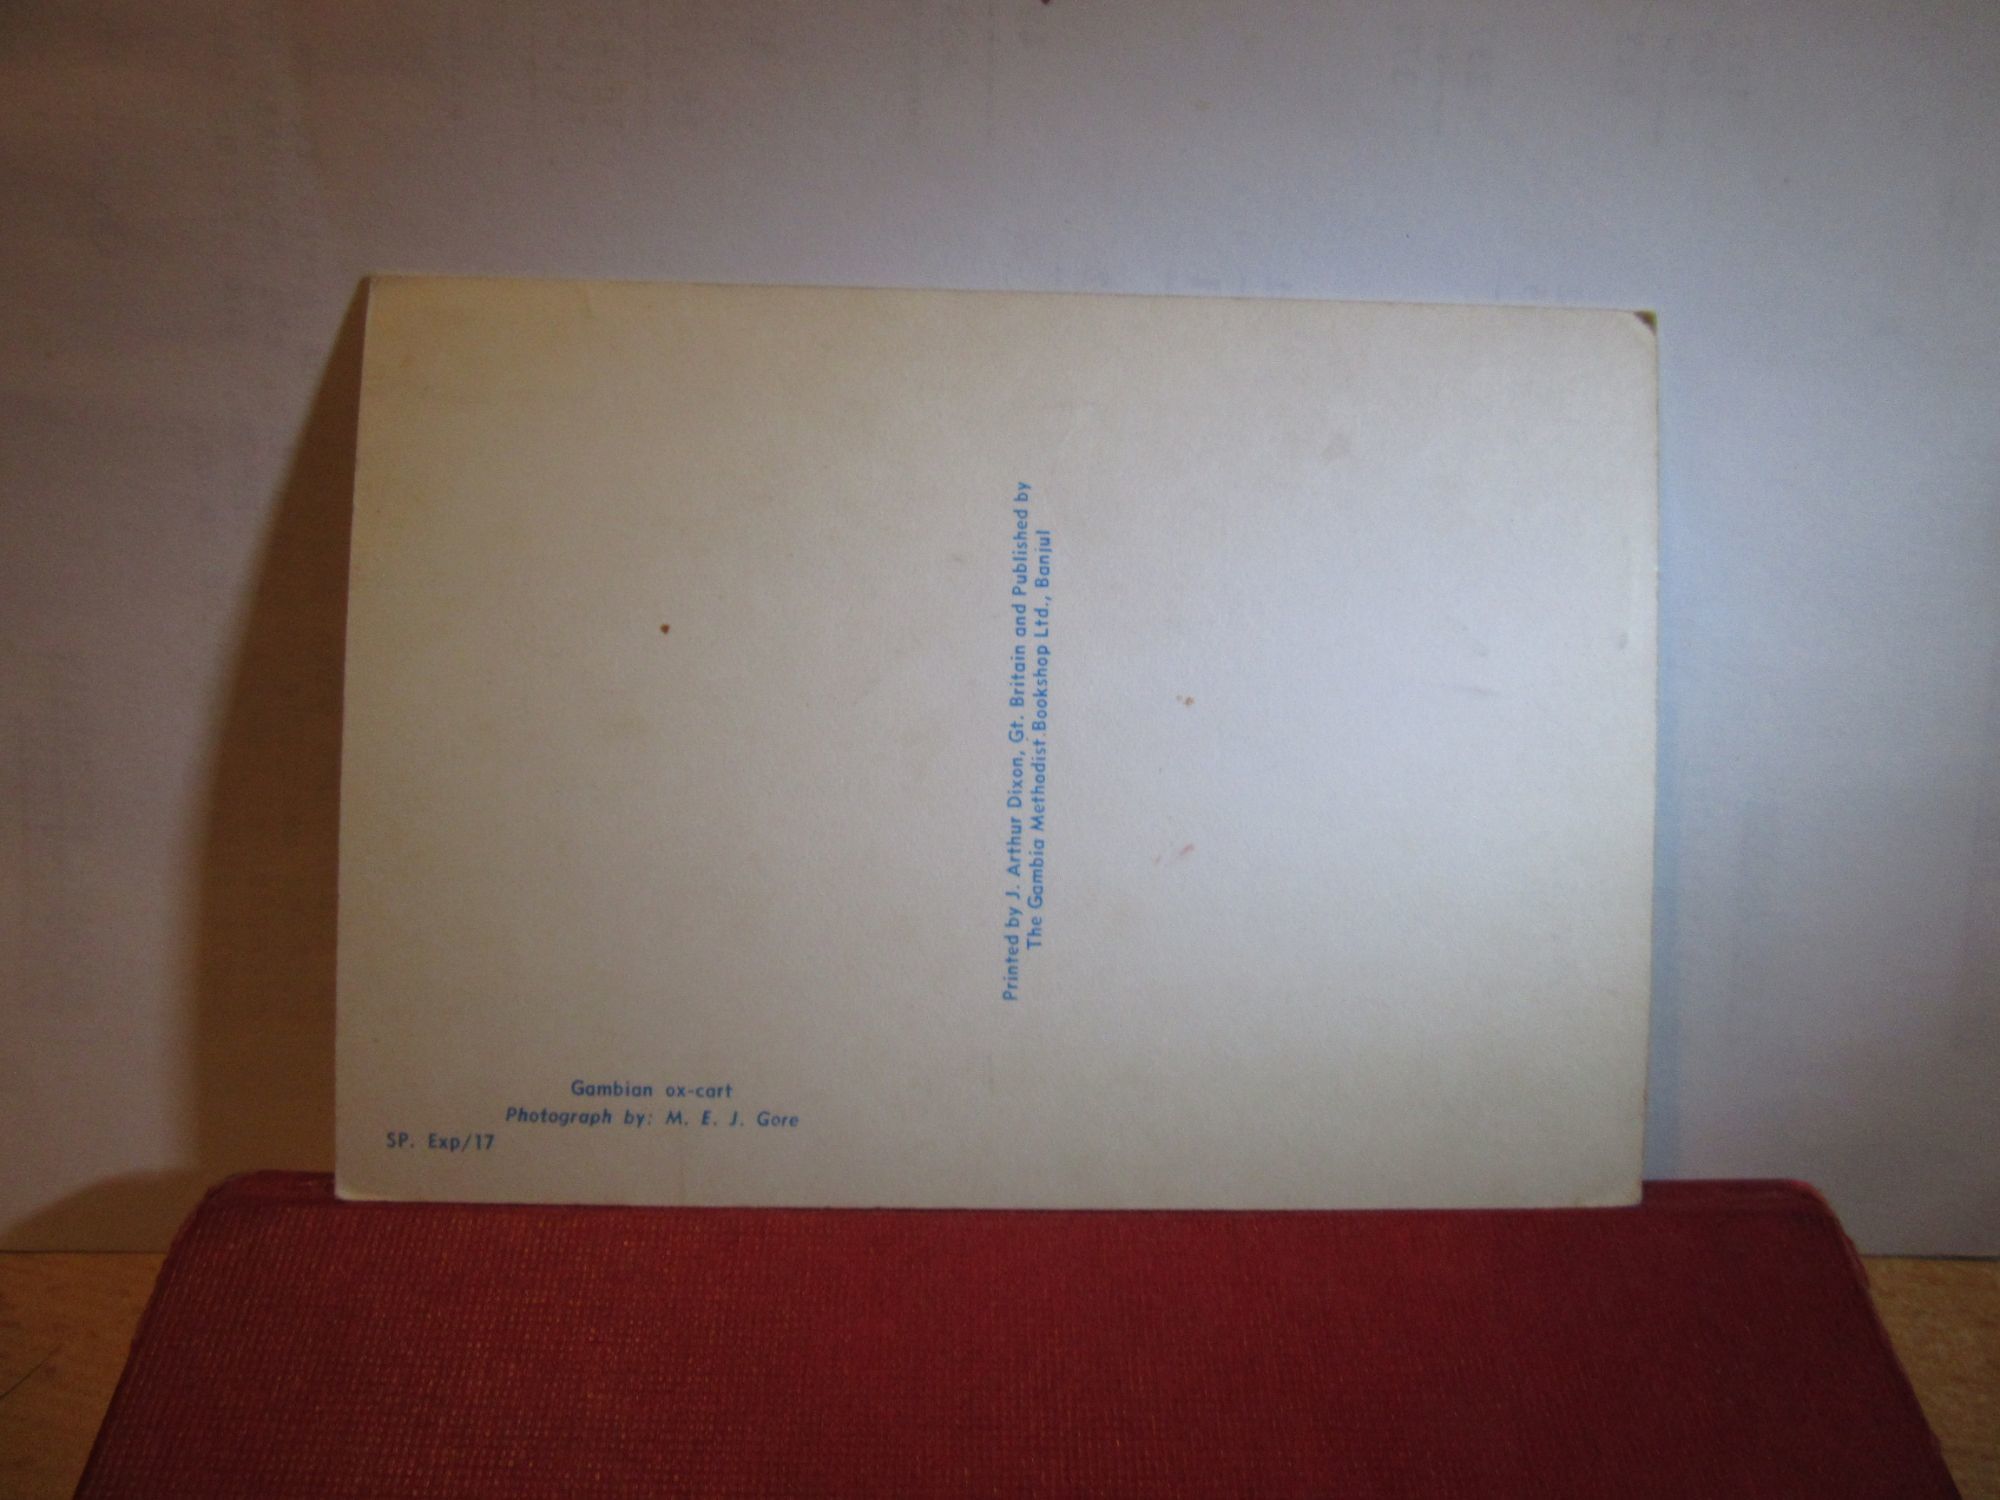 Printed by J. Arthur Dixon, Gt. Britain and Published by
The Gambia Methodist Bookshop Ltd., Banjul
Gambian ox-cart
Photograph by: M. E. J. Gore
SP. Exp/17